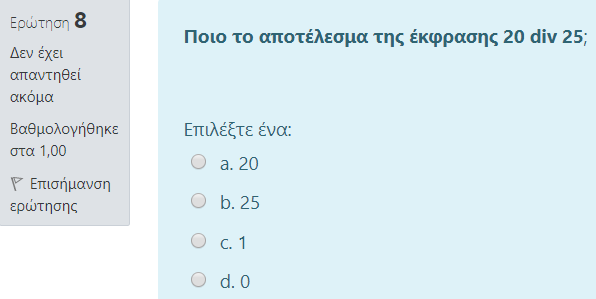 Ερώτηση 8
Δεν έχει
απαντηθεί
ακόμα
Βαθμολογήθηκε
στα 1,00
Επισήμανση
ερώτησης
Ποιο το αποτέλεσμα της έκφρασης 20 div 25;
Επιλέξτε ένα:
a. 20
b. 25
c. 1
d. 0